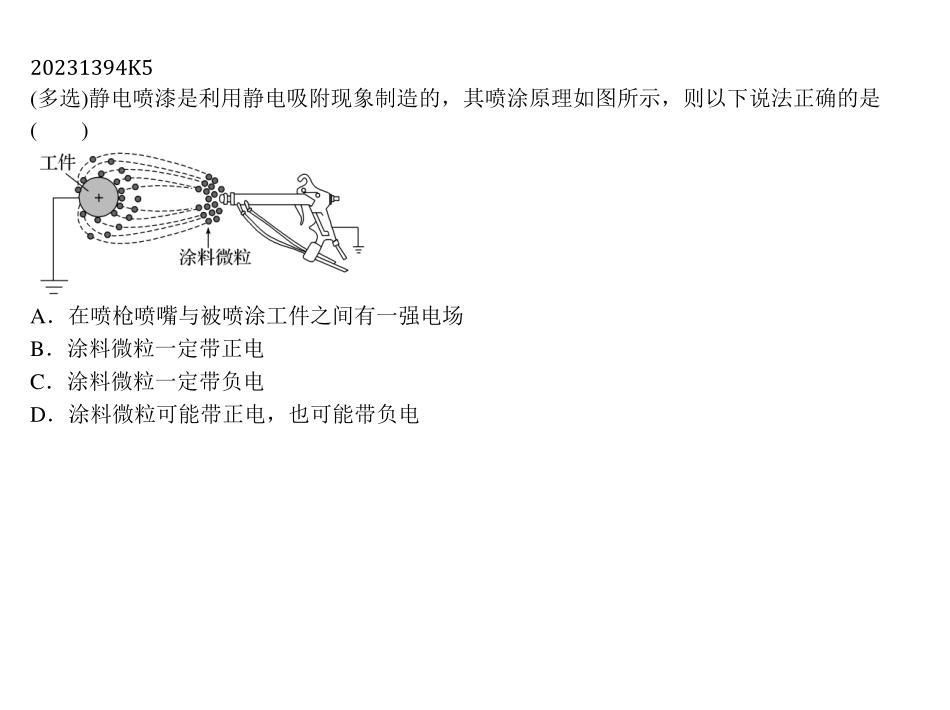 20231394K5
(多选)静电喷漆是利用静电吸附现象制造的，其喷涂原理如图所示，则以下说法正确的是
(　　)
工件
+
涂料微粒
A．在喷枪喷嘴与被喷涂工件之间有一强电场
B．涂料微粒一定带正电
C．涂料微粒一定带负电
D．涂料微粒可能带正电，也可能带负电